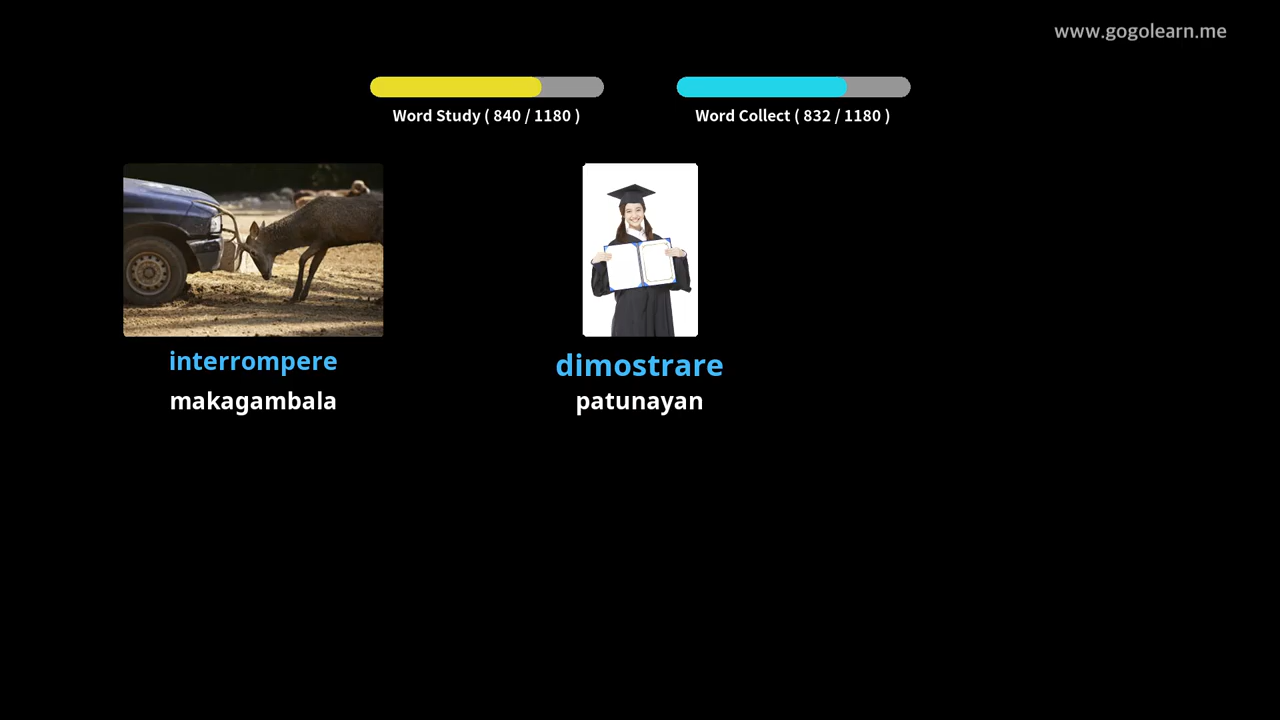 www.gogolearn.me
Word Study ( 840 / 1180 )
Word Collect ( 832 / 1180 )
interrompere
dimostrare
makagambala
patunayan